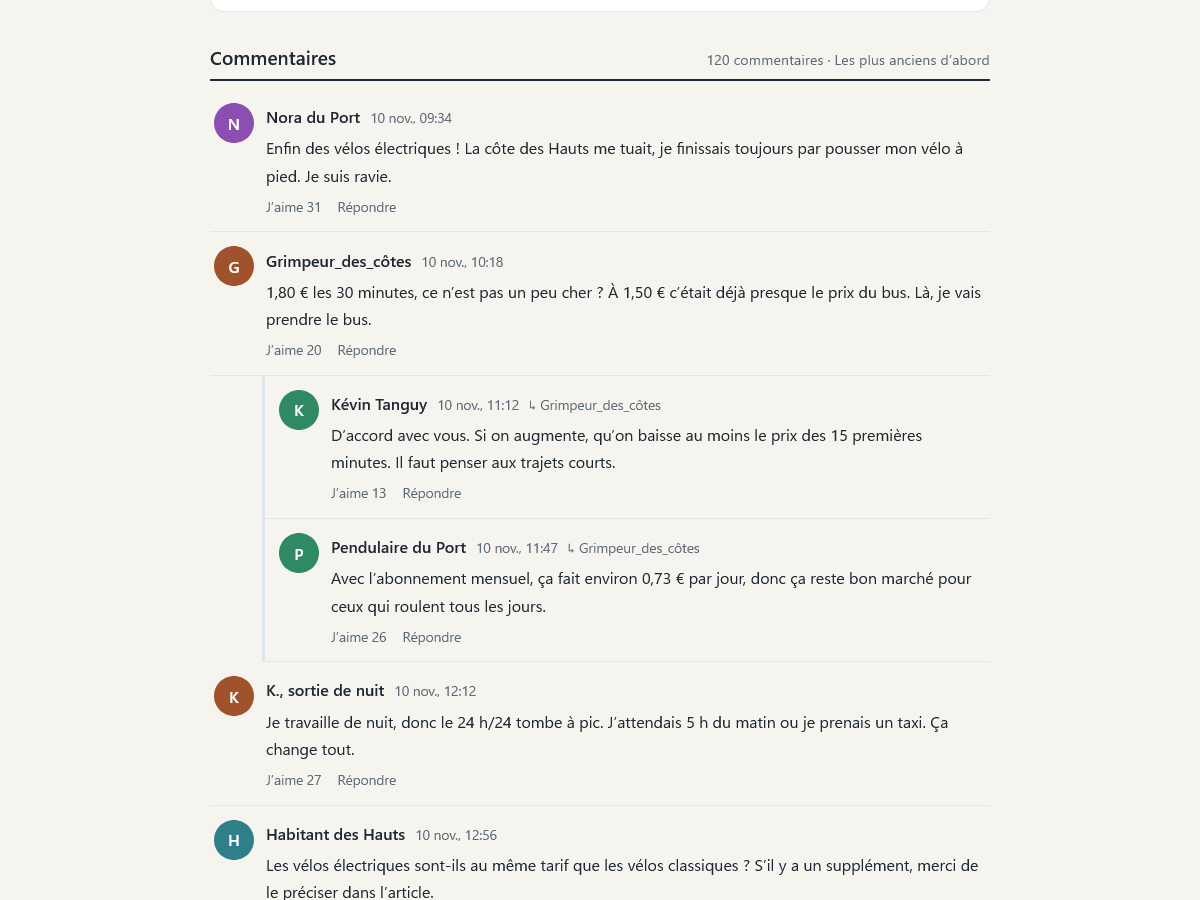 Commentaires
120 commentaires · Les plus anciens d’abord
N
Nora du Port 10 nov., 09:34
Enfin des vélos électriques ! La côte des Hauts me tuait, je finissais toujours par pousser mon vélo à
pied. Je suis ravie.
J’aime 31 Répondre
G
Grimpeur_des_côtes 10 nov., 10:18
1,80 € les 30 minutes, ce n’est pas un peu cher ? À 1,50 € c’était déjà presque le prix du bus. Là, je vais
prendre le bus.
J’aime 20 Répondre
K
Kévin Tanguy 10 nov., 11:12 ↳ Grimpeur_des_côtes
D’accord avec vous. Si on augmente, qu’on baisse au moins le prix des 15 premières
minutes. Il faut penser aux trajets courts.
J’aime 13 Répondre
P
Pendulaire du Port 10 nov., 11:47 ↳ Grimpeur_des_côtes
Avec l’abonnement mensuel, ça fait environ 0,73 € par jour, donc ça reste bon marché pour
ceux qui roulent tous les jours.
J’aime 26 Répondre
K
K., sortie de nuit 10 nov., 12:12
Je travaille de nuit, donc le 24 h/24 tombe à pic. J’attendais 5 h du matin ou je prenais un taxi. Ça
change tout.
J’aime 27 Répondre
H
Habitant des Hauts 10 nov., 12:56
Les vélos électriques sont-ils au même tarif que les vélos classiques ? S’il y a un supplément, merci de
le préciser dans l’article.